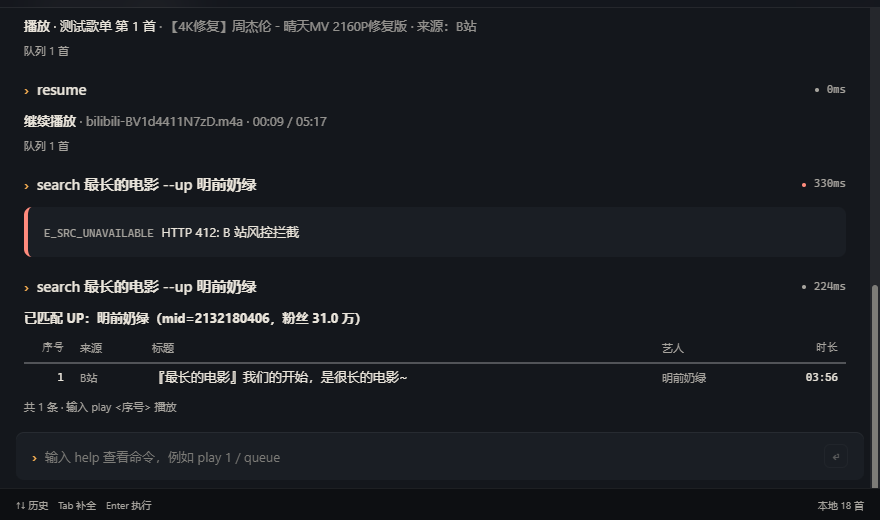 播放 · 测试歌单 第 1 首 · 【4K修复】周杰伦 - 晴天MV 2160P修复版 · 来源：B站
队列 1 首
› resume • 0ms
继续播放 · bilibili-BV1d4411N7zD.m4a · 00:09 / 05:17
队列 1 首
› search 最长的电影 --up 明前奶绿 • 330ms
E_SRC_UNAVAILABLE HTTP 412: B 站风控拦截
› search 最长的电影 --up 明前奶绿 • 224ms
已匹配 UP：明前奶绿（mid=2132180406，粉丝 31.0 万）
序号 来源 标题 艺人 时长
1 B站 『最长的电影』我们的开始，是很长的电影~ 明前奶绿 03:56
共 1 条 · 输入 play <序号> 播放
› 输入 help 查看命令，例如 play 1 / queue ↵
↑↓ 历史 Tab 补全 Enter 执行 本地 18 首